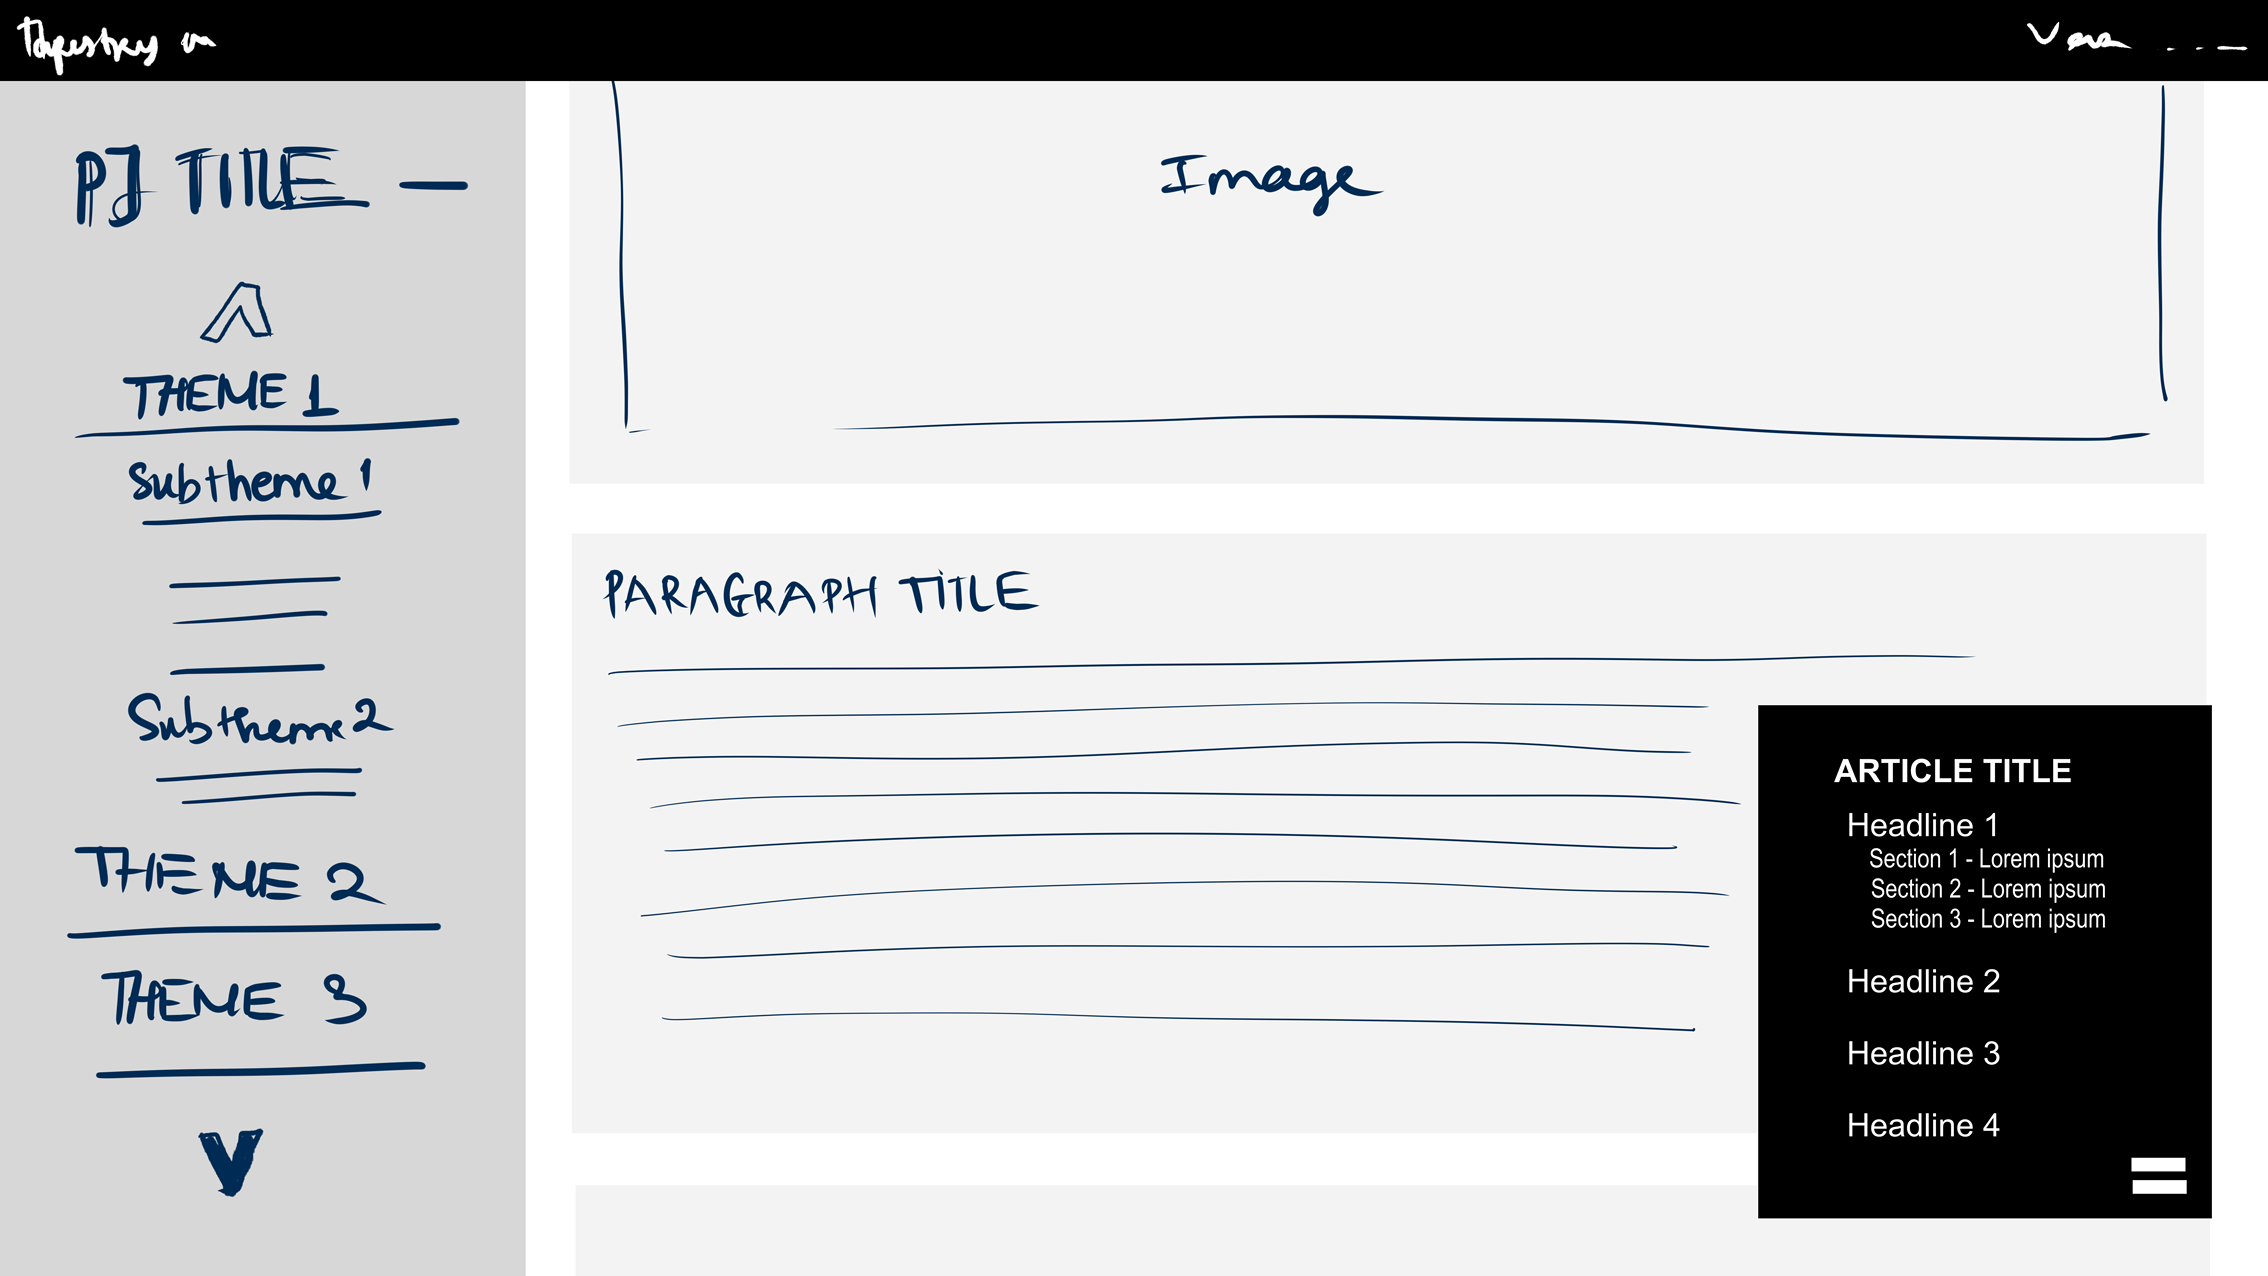 Tapestry
PJ TITLE
THEME 1
Subtheme 1
Subtheme 2
THEME 2
THEME 3
Image
PARAGRAPH TITLE
ARTICLE TITLE
Headline 1
Section 1 - Lorem ipsum
Section 2 - Lorem ipsum
Section 3 - Lorem ipsum
Headline 2
Headline 3
Headline 4